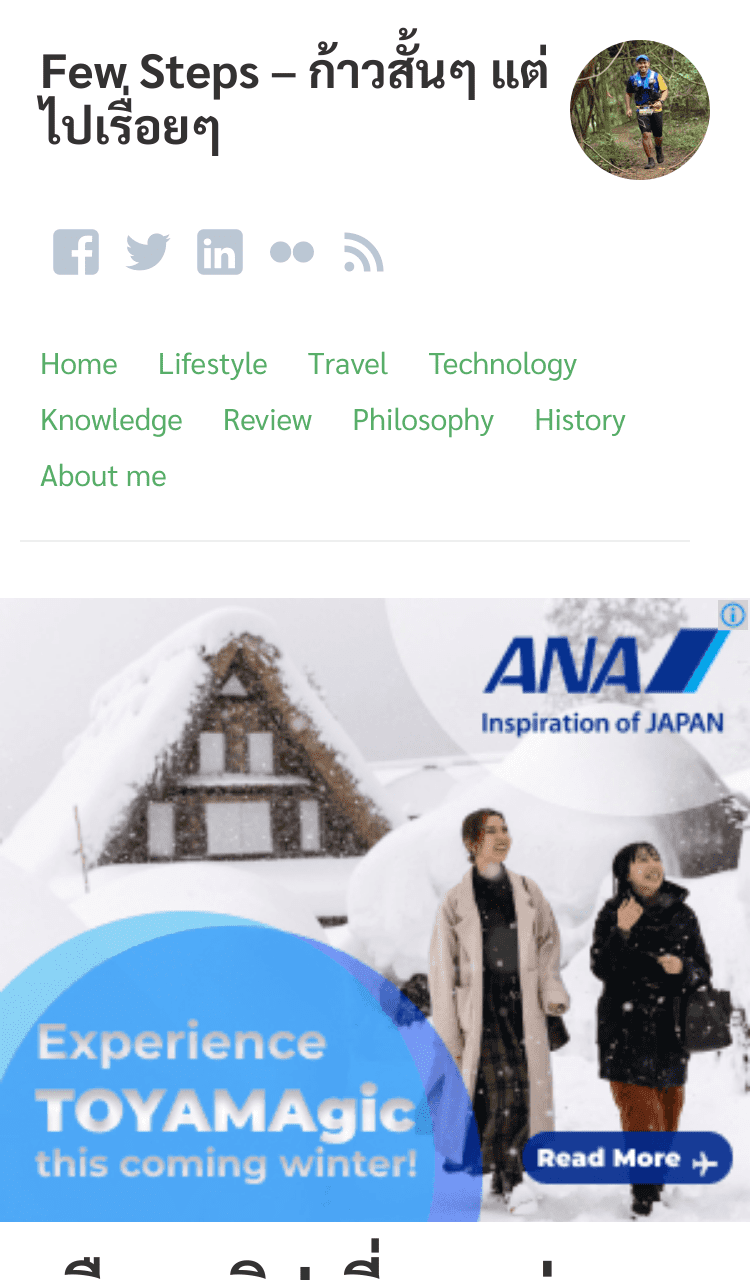 Few Steps – ก้าวสั้นๆ แต่
ไปเรื่อยๆ
Home Lifestyle Travel Technology
Knowledge Review Philosophy History
About me
ANA
Inspiration of JAPAN
Experience
TOYAMAgic
this coming winter!
Read More